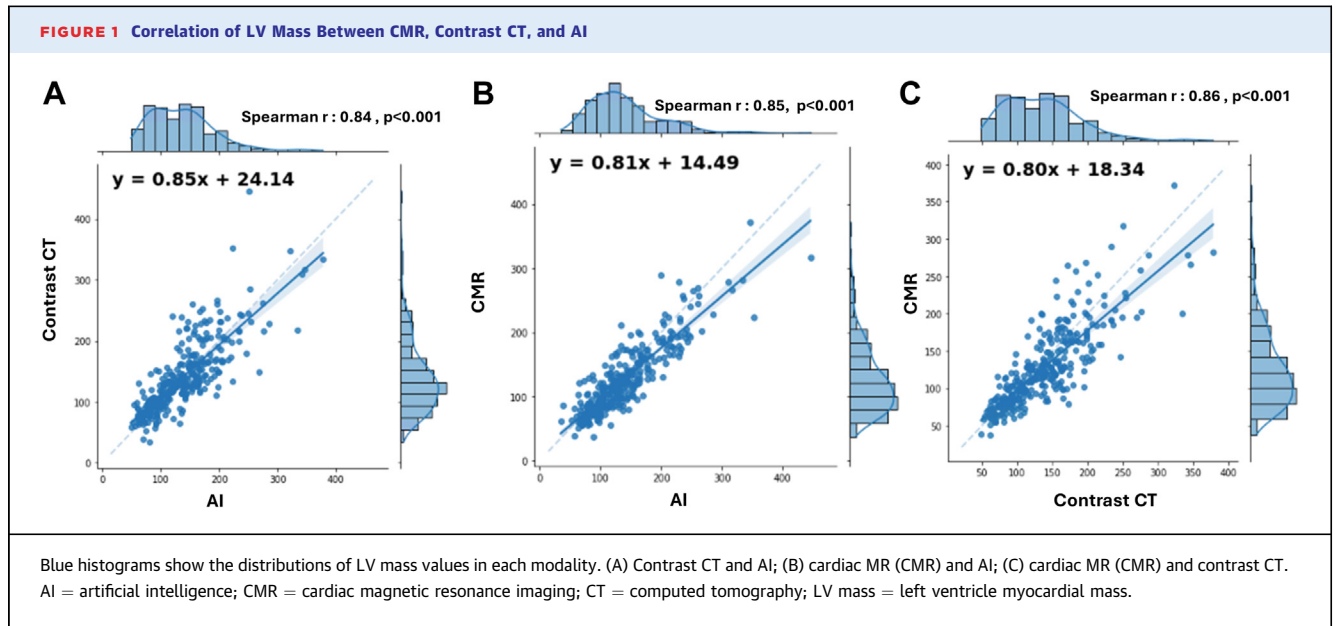 FIGURE 1 Correlation of LV Mass Between CMR, Contrast CT, and AI
A
Spearman r : 0.84 , p<0.001
y = 0.85x + 24.14
Contrast CT
400
300
200
100
0
0 100 200 300 400
AI
B
Spearman r : 0.85, p<0.001
y = 0.81x + 14.49
CMR
400
300
200
100
0
0 100 200 300 400
AI
C
Spearman r : 0.86 , p<0.001
y = 0.80x + 18.34
CMR
400
350
300
250
200
150
100
50
50 100 150 200 250 300 350 400
Contrast CT
Blue histograms show the distributions of LV mass values in each modality. (A) Contrast CT and AI; (B) cardiac MR (CMR) and AI; (C) cardiac MR (CMR) and contrast CT.
AI = artificial intelligence; CMR = cardiac magnetic resonance imaging; CT = computed tomography; LV mass = left ventricle myocardial mass.